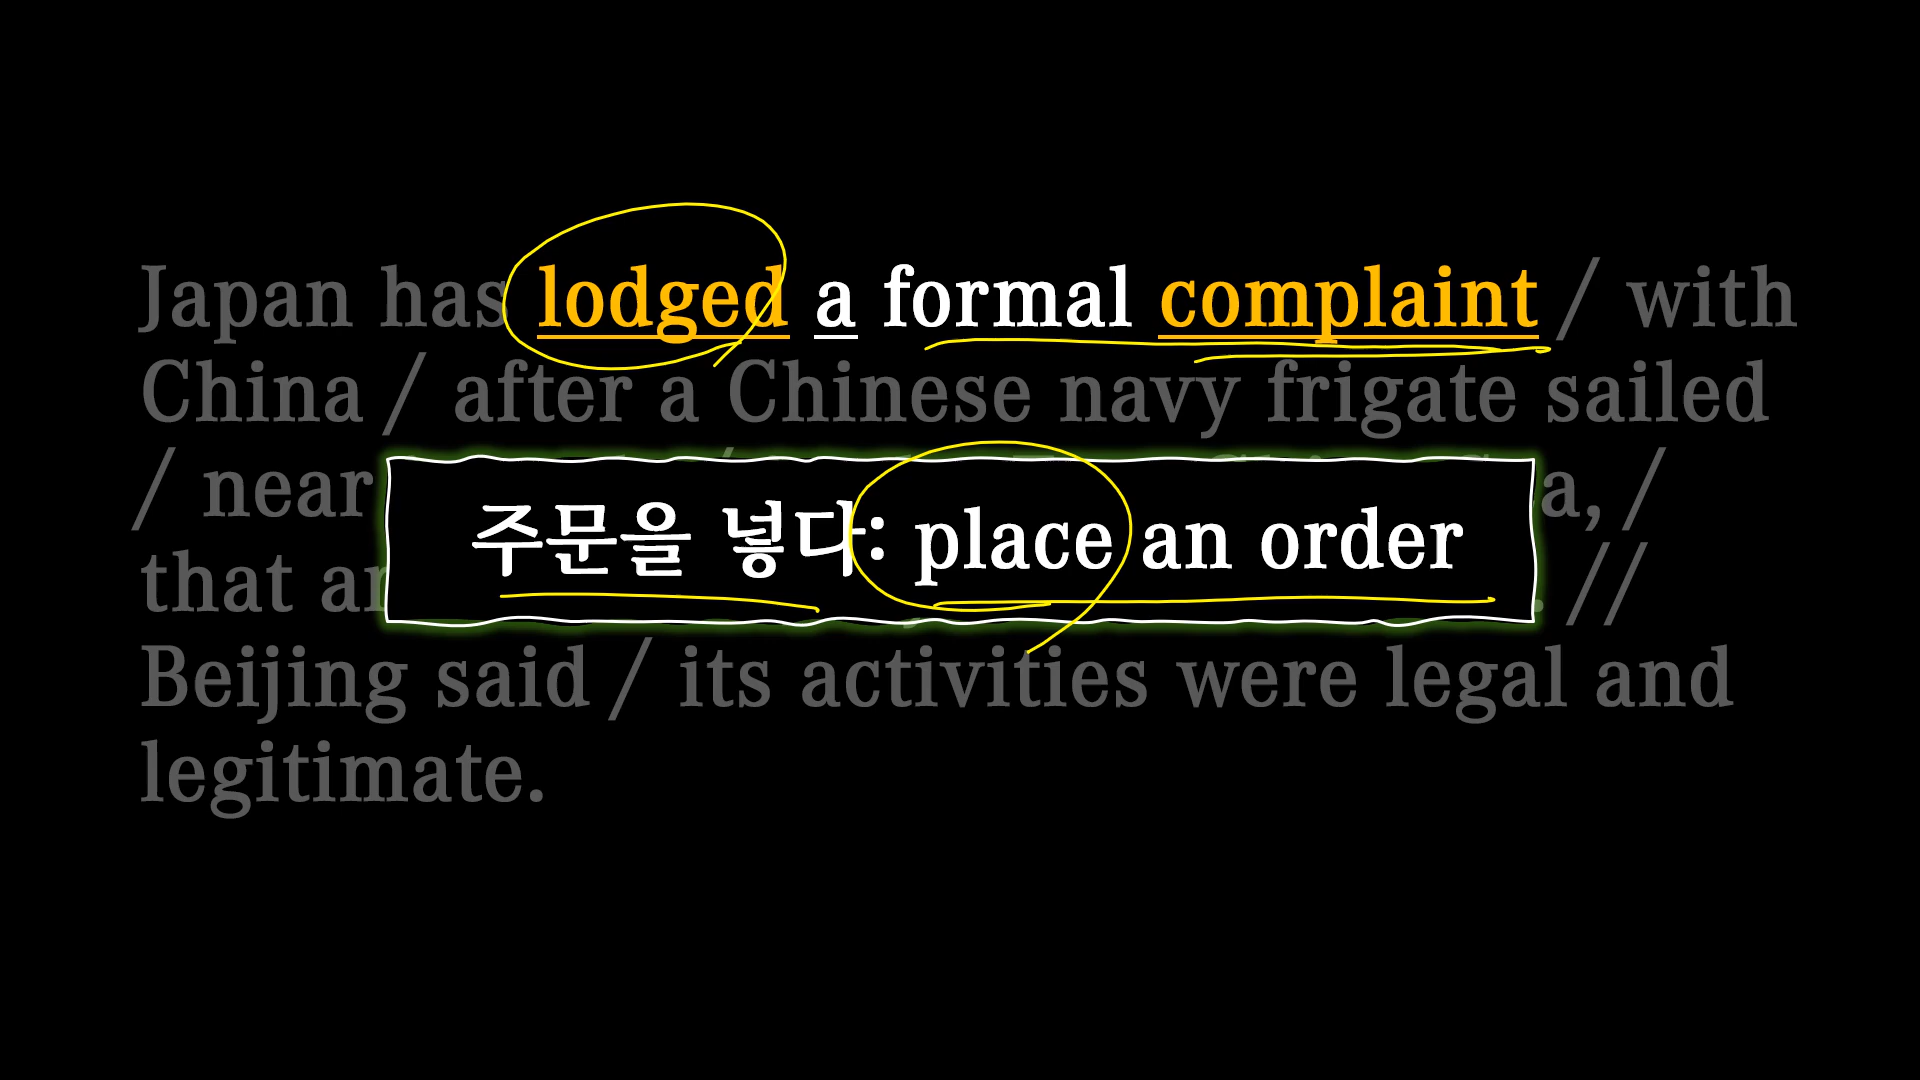 Japan has lodged a formal complaint / with
China / after a Chinese navy frigate sailed
/ near a, /
주문을 넣다: place an order
that //
Beijing said / its activities were legal and
legitimate.